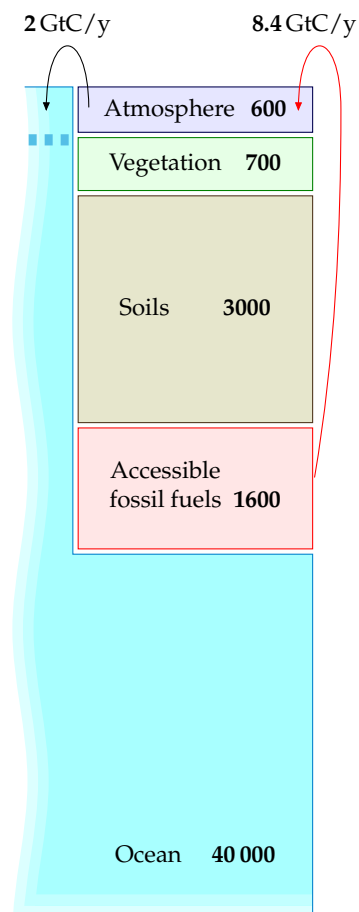 2 GtC/y 8.4 GtC/y
Atmosphere 600
Vegetation 700
Soils 3000
Accessible
fossil fuels 1600
Ocean 40 000